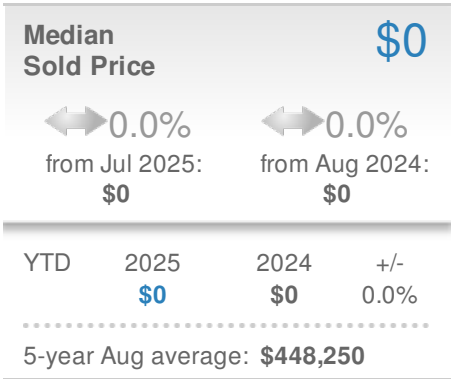 Median $0
Sold Price
0.0% 0.0%
from Jul 2025: from Aug 2024:
$0 $0
YTD 2025 2024 +/-
$0 $0 0.0%
5-year Aug average: $448,250